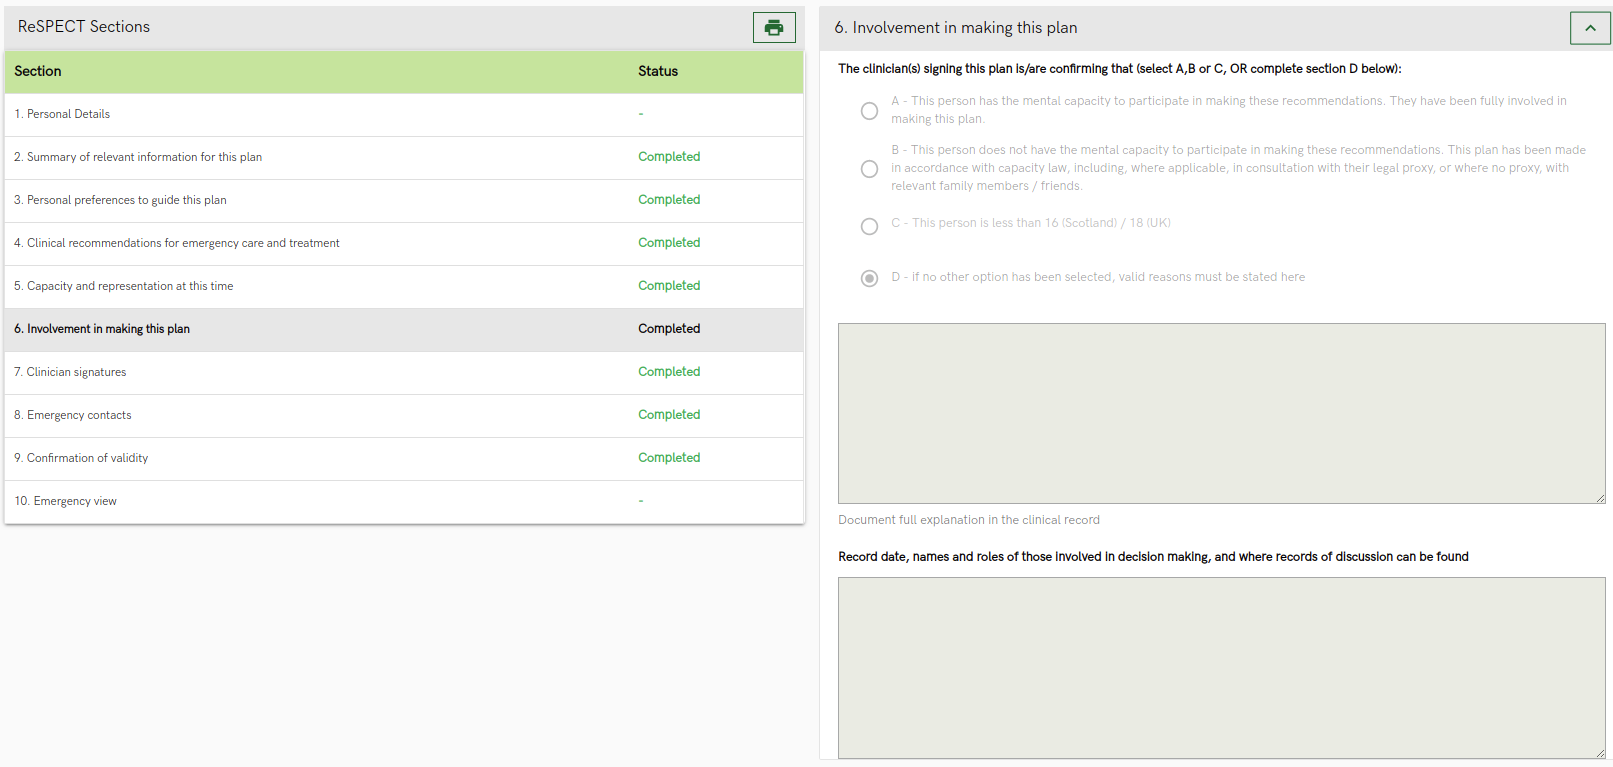 ReSPECT Sections
Section Status
1. Personal Details -
2. Summary of relevant information for this plan Completed
3. Personal preferences to guide this plan Completed
4. Clinical recommendations for emergency care and treatment Completed
5. Capacity and representation at this time Completed
6. Involvement in making this plan Completed
7. Clinician signatures Completed
8. Emergency contacts Completed
9. Confirmation of validity Completed
10. Emergency view -
6. Involvement in making this plan
The clinician(s) signing this plan is/are confirming that (select A,B or C, OR complete section D below):
A - This person has the mental capacity to participate in making these recommendations. They have been fully involved in
making this plan.
B - This person does not have the mental capacity to participate in making these recommendations. This plan has been made
in accordance with capacity law, including, where applicable, in consultation with their legal proxy, or where no proxy, with
relevant family members / friends.
C - This person is less than 16 (Scotland) / 18 (UK)
D - if no other option has been selected, valid reasons must be stated here
Document full explanation in the clinical record
Record date, names and roles of those involved in decision making, and where records of discussion can be found